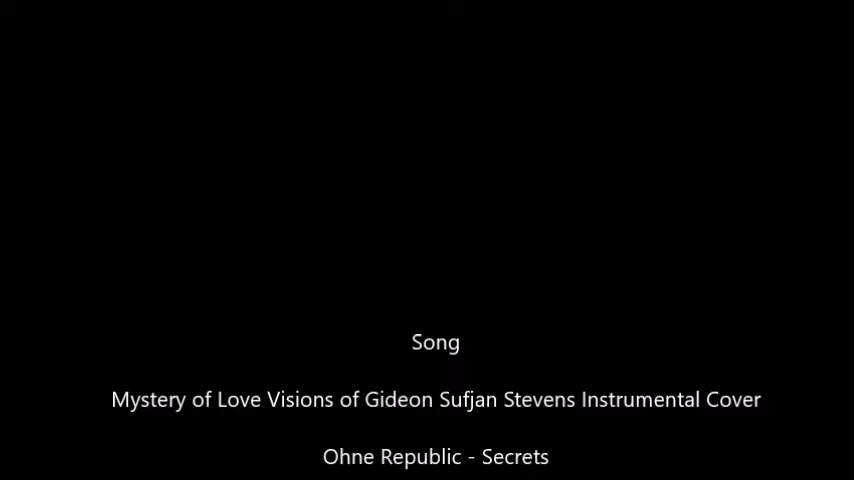 Song
Mystery of Love Visions of Gideon Sufjan Stevens Instrumental Cover
Ohne Republic - Secrets